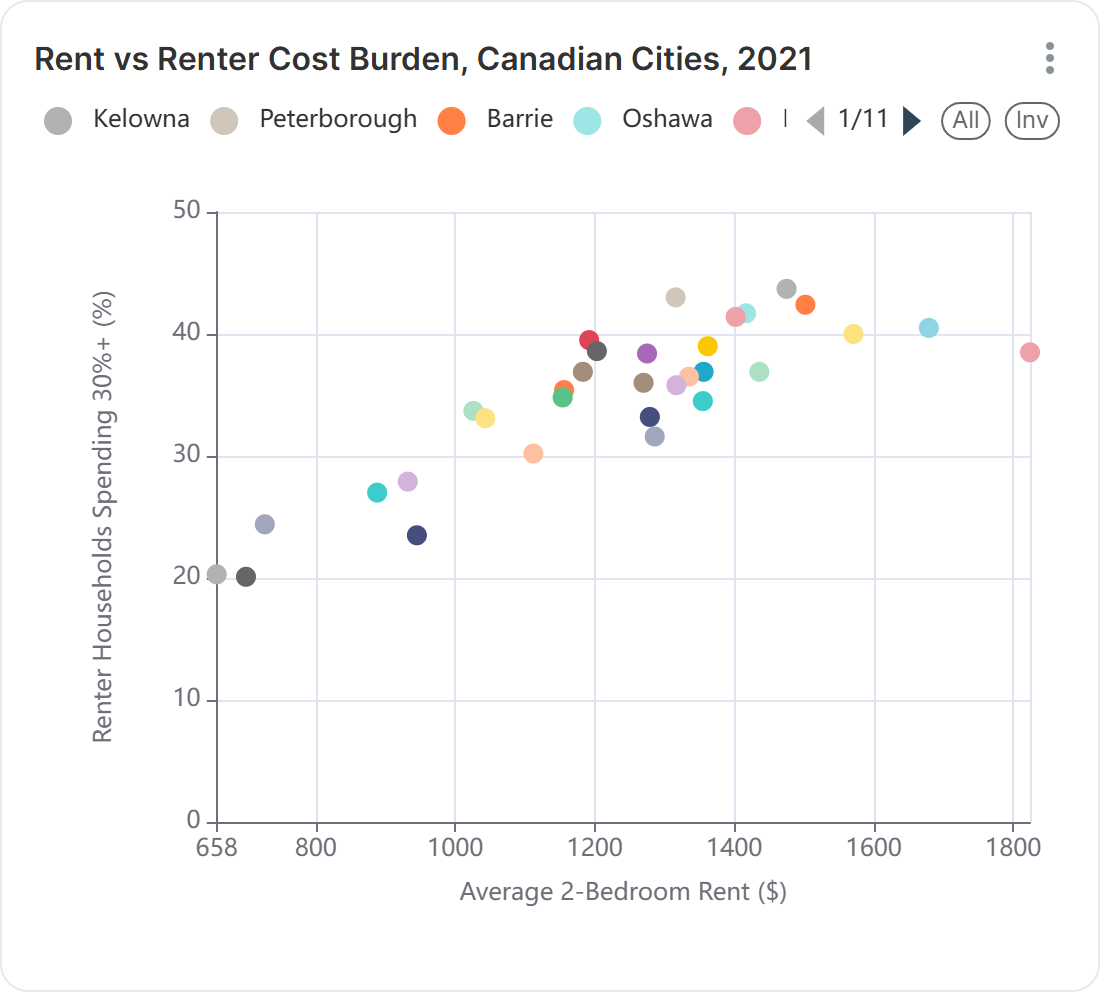 Rent vs Renter Cost Burden, Canadian Cities, 2021
Kelowna Peterborough Barrie Oshawa 1/11 All Inv
Renter Households Spending 30%+ (%)
50
40
30
20
10
0
658 800 1000 1200 1400 1600 1800
Average 2-Bedroom Rent ($)